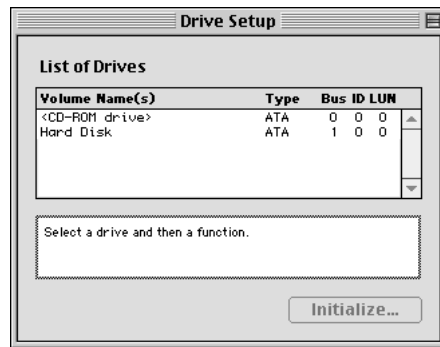 Drive Setup
List of Drives
Volume Name(s) Type Bus ID LUN
<CD-ROM drive> ATA 0 0 0
Hard Disk ATA 1 0 0
Select a drive and then a function.
Initialize...